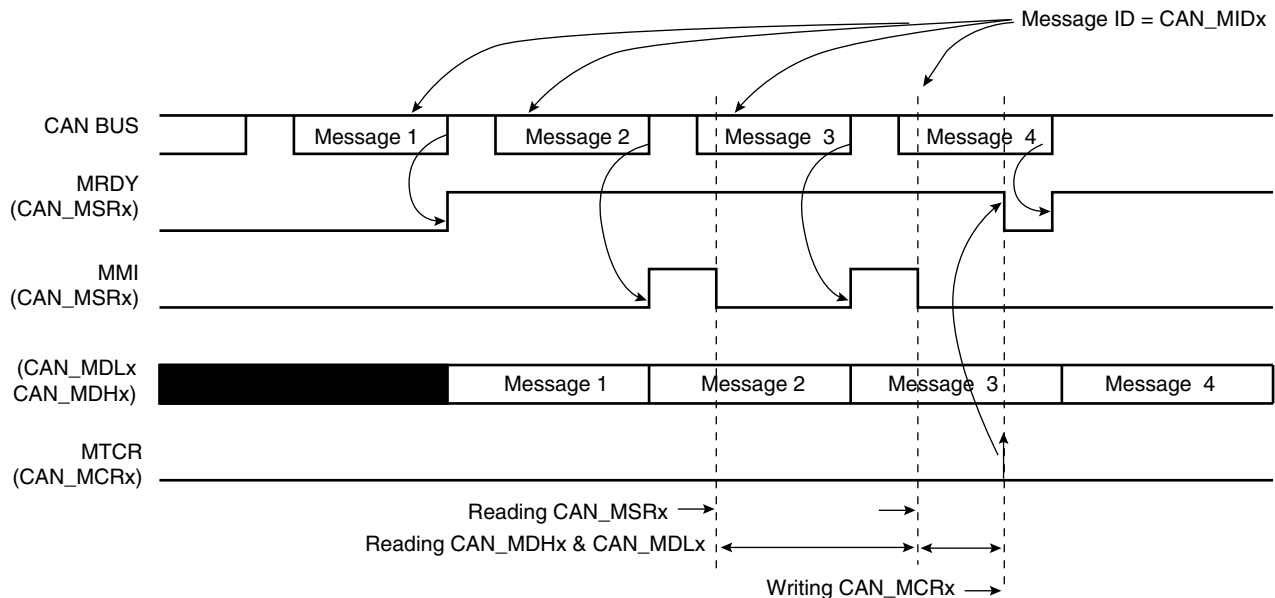 Message ID = CAN_MIDx
CAN BUS
Message 1
Message 2
Message 3
Message 4
MRDY
(CAN_MSRx)
MMI
(CAN_MSRx)
(CAN_MDLx
CAN_MDHx)
Message 1
Message 2
Message 3
Message 4
MTCR
(CAN_MCRx)
Reading CAN_MSRx
Reading CAN_MDHx & CAN_MDLx
Writing CAN_MCRx